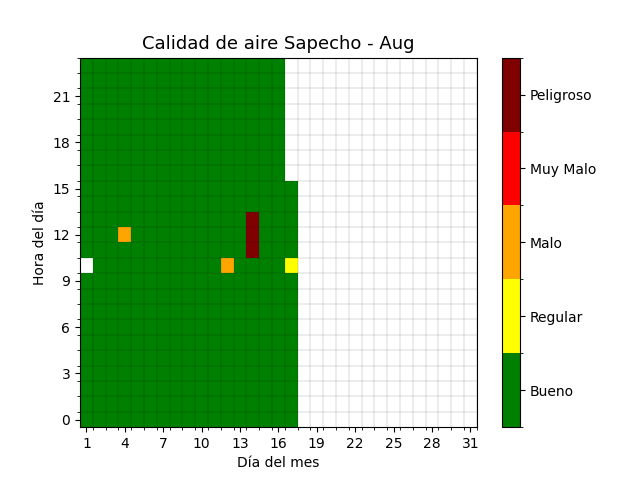 Calidad de aire Sapecho - Aug
Hora del día
21
18
15
12
9
6
3
0
1 4 7 10 13 16 19 22 25 28 31
Día del mes
Peligroso
Muy Malo
Malo
Regular
Bueno